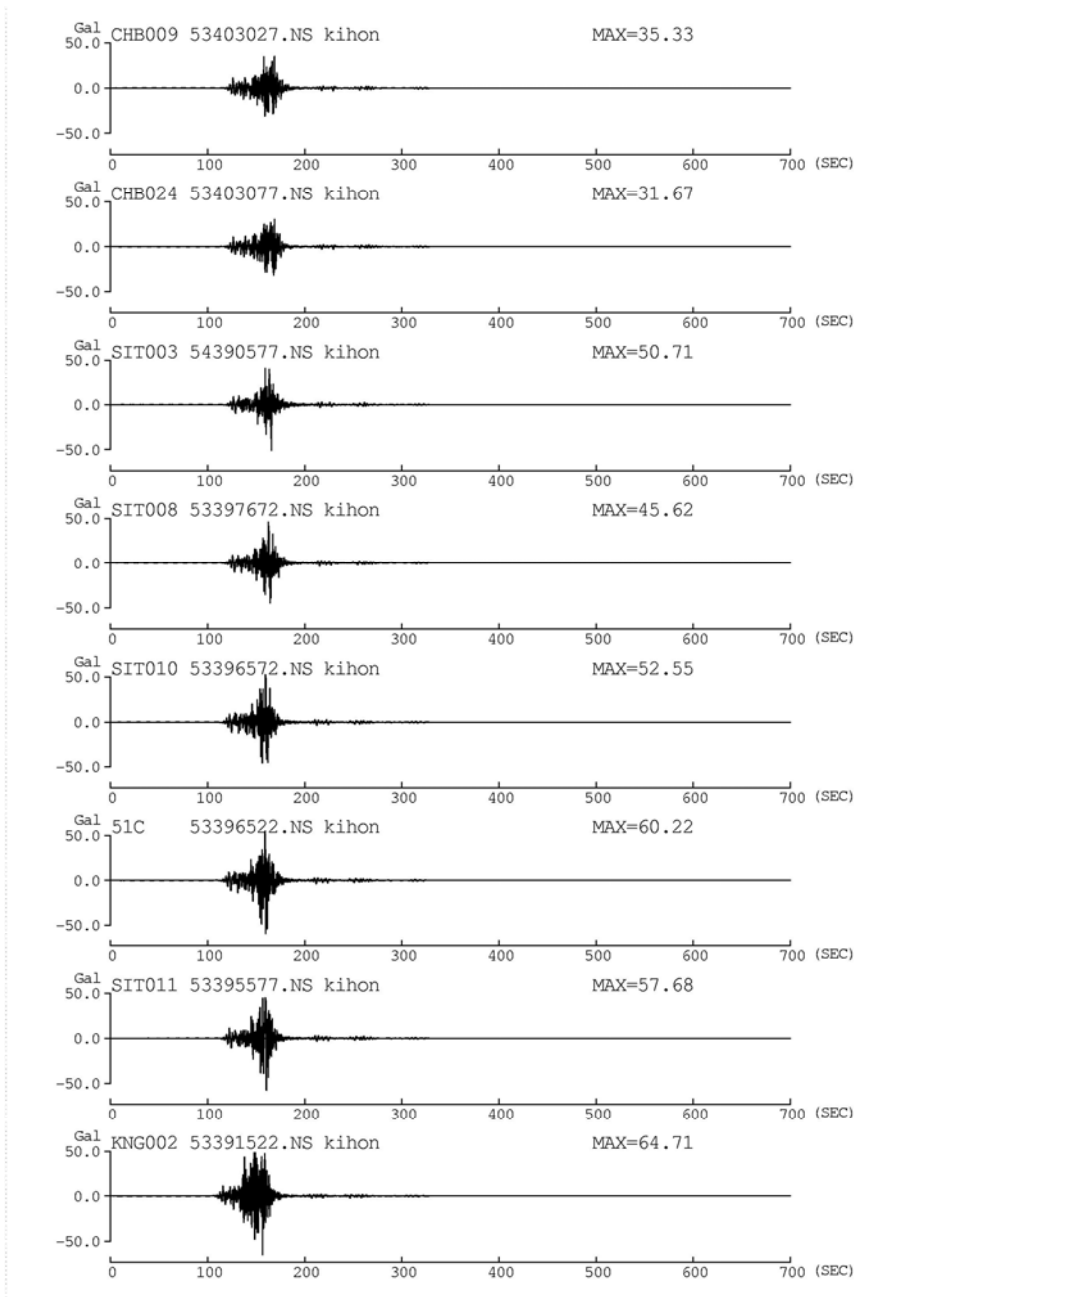 Gal
CHB009 53403027.NS kihon MAX=35.33
50.0
0.0
-50.0
0 100 200 300 400 500 600 700 (SEC)
Gal
CHB024 53403077.NS kihon MAX=31.67
50.0
0.0
-50.0
0 100 200 300 400 500 600 700 (SEC)
Gal
SIT003 54390577.NS kihon MAX=50.71
50.0
0.0
-50.0
0 100 200 300 400 500 600 700 (SEC)
Gal
SIT008 53397672.NS kihon MAX=45.62
50.0
0.0
-50.0
0 100 200 300 400 500 600 700 (SEC)
Gal
SIT010 53396572.NS kihon MAX=52.55
50.0
0.0
-50.0
0 100 200 300 400 500 600 700 (SEC)
Gal
51C 53396522.NS kihon MAX=60.22
50.0
0.0
-50.0
0 100 200 300 400 500 600 700 (SEC)
Gal
SIT011 53395577.NS kihon MAX=57.68
50.0
0.0
-50.0
0 100 200 300 400 500 600 700 (SEC)
Gal
KNG002 53391522.NS kihon MAX=64.71
50.0
0.0
-50.0
0 100 200 300 400 500 600 700 (SEC)